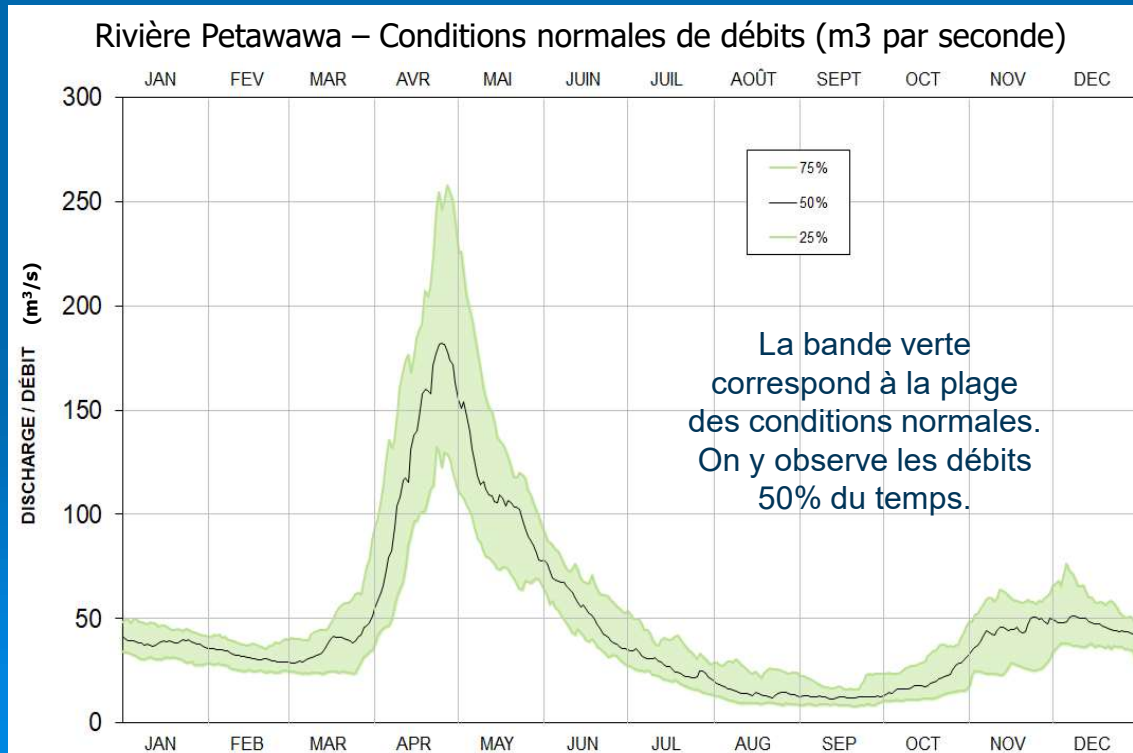 Rivière Petawawa – Conditions normales de débits (m3 par seconde)
JAN FEV MAR AVR MAI JUIN JUIL AOÛT SEPT OCT NOV DEC
300
250
200
150
100
50
0
DISCHARGE / DÉBIT (m³/s)
75%
50%
25%
La bande verte
correspond à la plage
des conditions normales.
On y observe les débits
50% du temps.
JAN FEB MAR APR MAY JUN JUL AUG SEP OCT NOV DEC